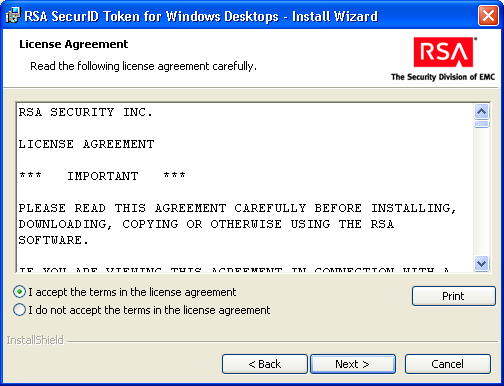 RSA SecurID Token for Windows Desktops - Install Wizard
License Agreement
Read the following license agreement carefully.
RSA
The Security Division of EMC
RSA SECURITY INC.
LICENSE AGREEMENT
*** IMPORTANT ***
PLEASE READ THIS AGREEMENT CAREFULLY BEFORE INSTALLING,
DOWNLOADING, COPYING OR OTHERWISE USING THE RSA
SOFTWARE.
IF YOU ARE VIEWING THIS AGREEMENT IN CONNECTION WITH A
I accept the terms in the license agreement
I do not accept the terms in the license agreement
Print
InstallShield
< Back
Next >
Cancel